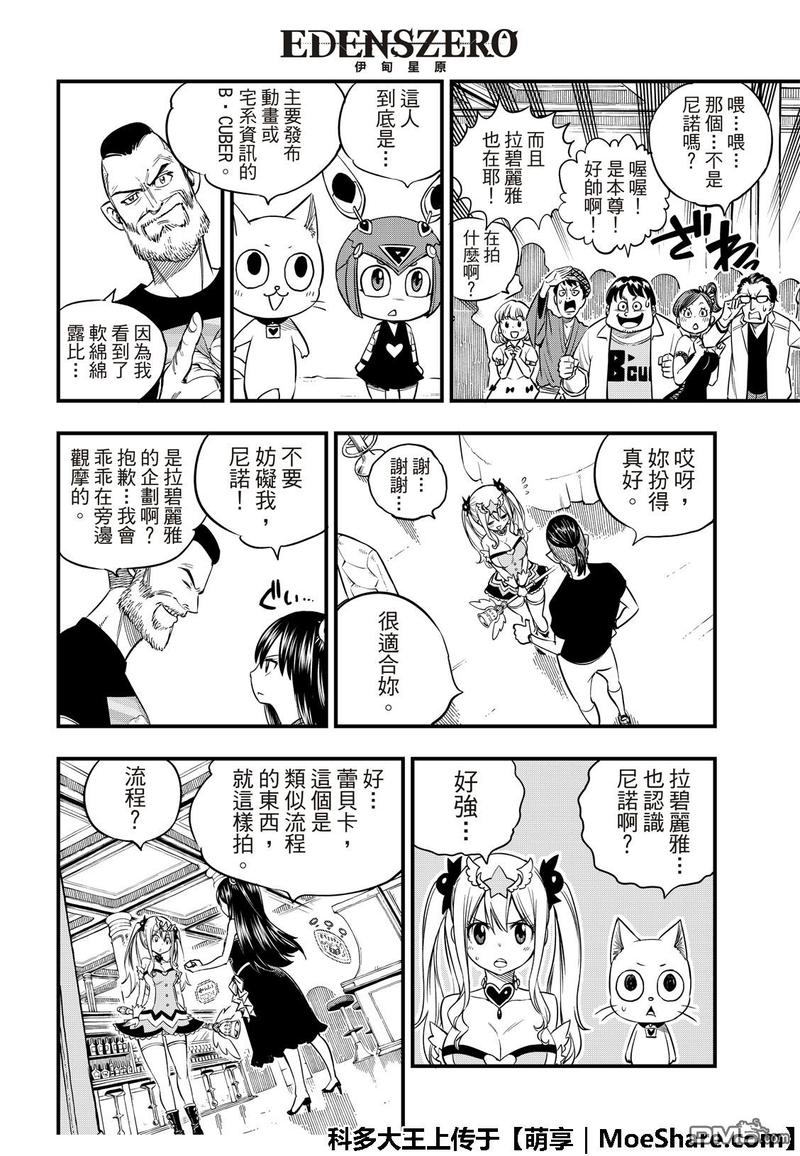 EDENSZERO
伊甸星原
喂…喂…
那個…不是
尼諾嗎？
喔喔！
是本尊！
好帥啊！
而且
拉碧麗雅
也在耶！
在拍
什麼啊？
ざわっ
B
CU
這人
到底是…
主要發布
動畫或
宅系資訊的
B・CUBER。
因為我
看到了
軟綿綿
露比…
哎呀，
妳扮得
真好。
謝…
謝謝…
很適合妳。
不要
妨礙我，
尼諾！
ぐい…
是拉碧麗雅
的企劃啊？
抱歉…我會
乖乖在旁邊
觀摩的。
拉碧麗雅…
也認識
尼諾啊？
好強…
好…
蕾貝卡，
這個是
類似流程
的東西，
就這樣拍。
流程？
科多大王上传于【萌享｜MoeShare.com】